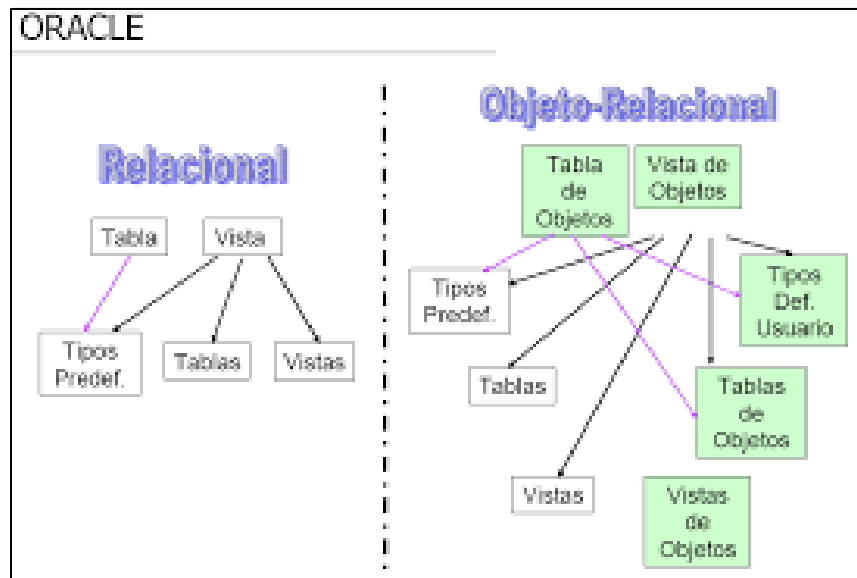 ORACLE
Relacional
Tabla
Vista
Tipos
Predef.
Tablas
Vistas
Objeto-Relacional
Tabla
de
Objetos
Vista de
Objetos
Tipos
Predef.
Tipos
Def.
Usuario
Tablas
Tablas
de
Objetos
Vistas
Vistas
de
Objetos